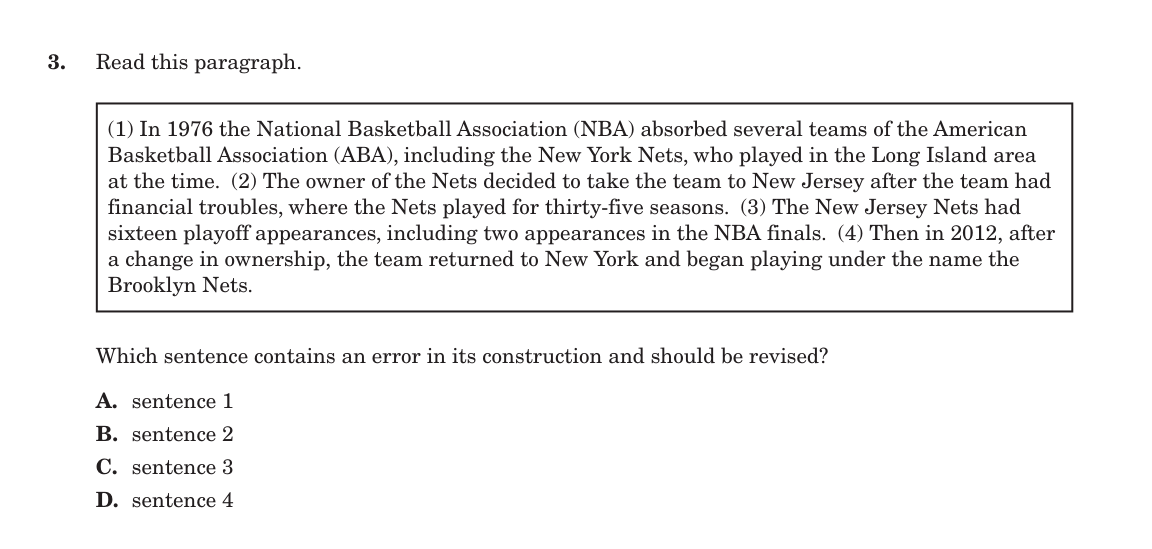 3. Read this paragraph.
(1) In 1976 the National Basketball Association (NBA) absorbed several teams of the American
Basketball Association (ABA), including the New York Nets, who played in the Long Island area
at the time. (2) The owner of the Nets decided to take the team to New Jersey after the team had
financial troubles, where the Nets played for thirty-five seasons. (3) The New Jersey Nets had
sixteen playoff appearances, including two appearances in the NBA finals. (4) Then in 2012, after
a change in ownership, the team returned to New York and began playing under the name the
Brooklyn Nets.
Which sentence contains an error in its construction and should be revised?
A. sentence 1
B. sentence 2
C. sentence 3
D. sentence 4